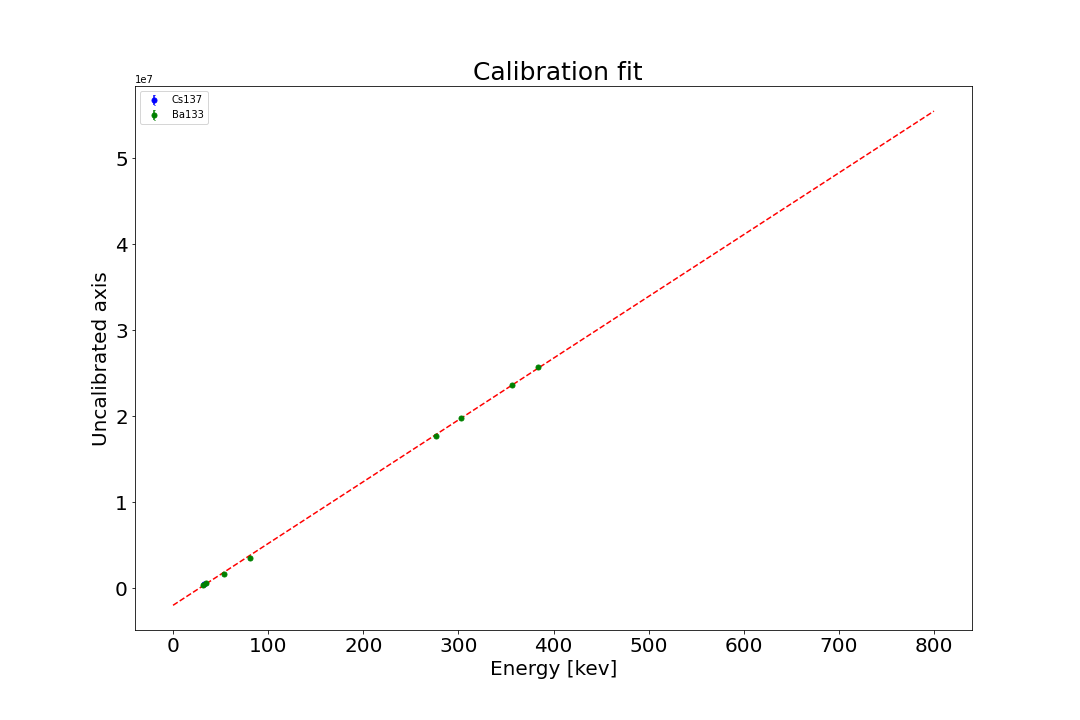 Calibration fit
1e7
Cs137
Ba133
5
4
3
2
1
0
Uncalibrated axis
0 100 200 300 400 500 600 700 800
Energy [kev]